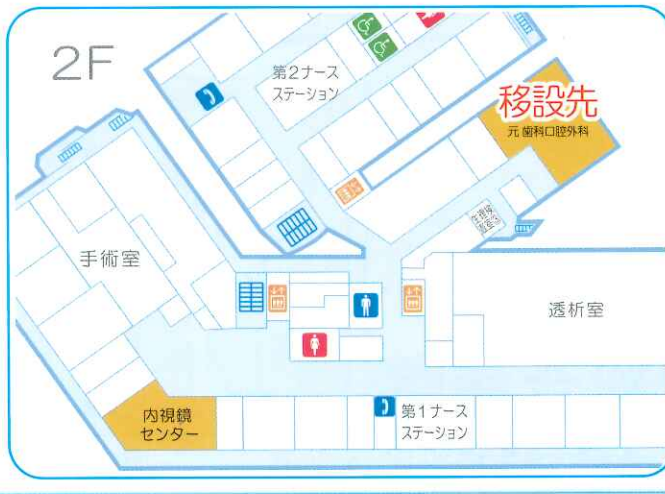 2F
第2ナース
ステーション
移設先
元 歯科口腔外科
手術室
透析室
内視鏡
センター
第1ナース
ステーション